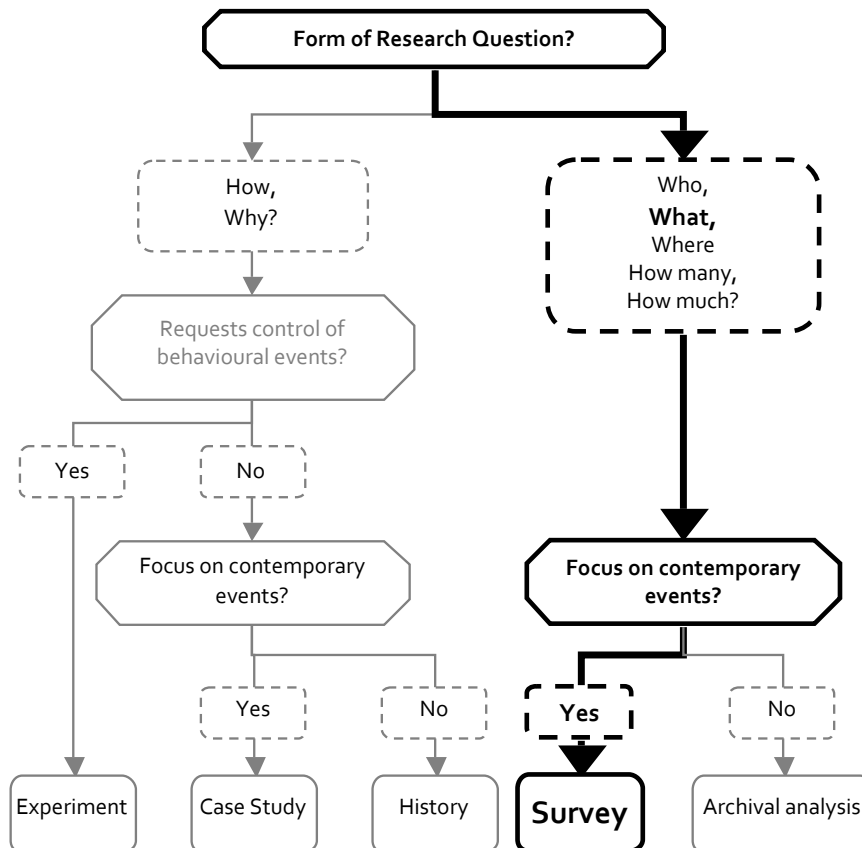 Form of Research Question?
How,
Why?
Who,
What,
Where
How many,
How much?
Requests control of
behavioural events?
Yes
No
Focus on contemporary
events?
Focus on contemporary
events?
Yes
No
Yes
No
Experiment
Case Study
History
Survey
Archival analysis